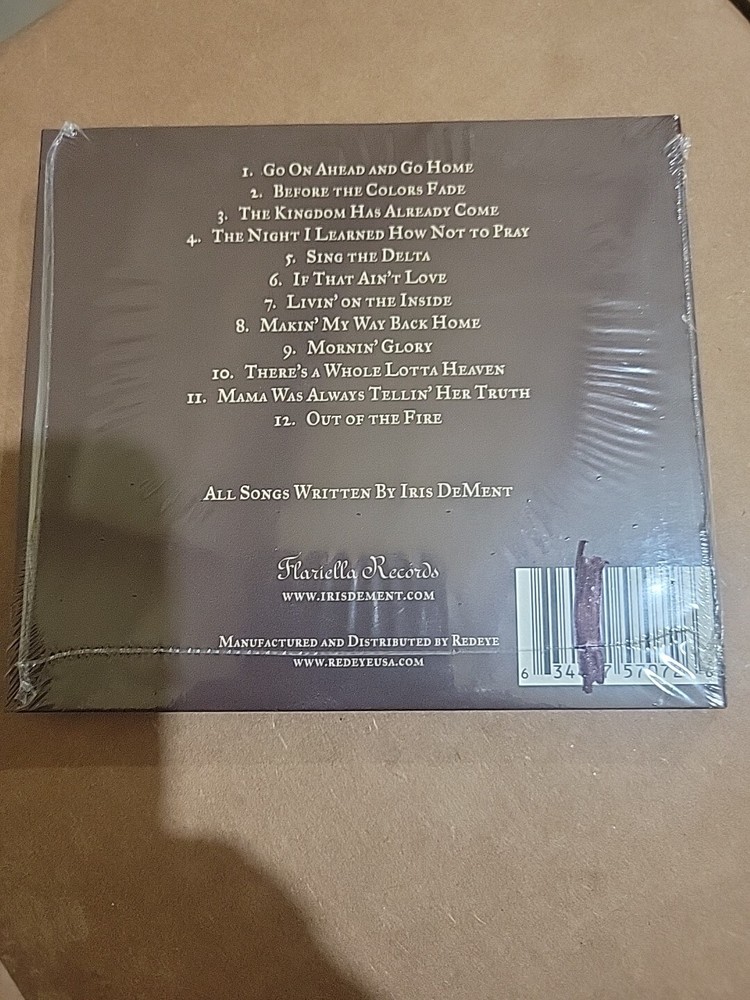 1. Go On Ahead and Go Home
2. Before the Colors Fade
3. The Kingdom Has Already Come
4. The Night I Learned How Not to Pray
5. Sing the Delta
6. If That Ain't Love
7. Livin' on the Inside
8. Makin' My Way Back Home
9. Mornin' Glory
10. There's a Whole Lotta Heaven
11. Mama Was Always Tellin' Her Truth
12. Out of the Fire
All Songs Written By Iris DeMent
Flariella Records
www.irisdement.com
Manufactured and Distributed by Redeye
www.redeyeusa.com
6 34